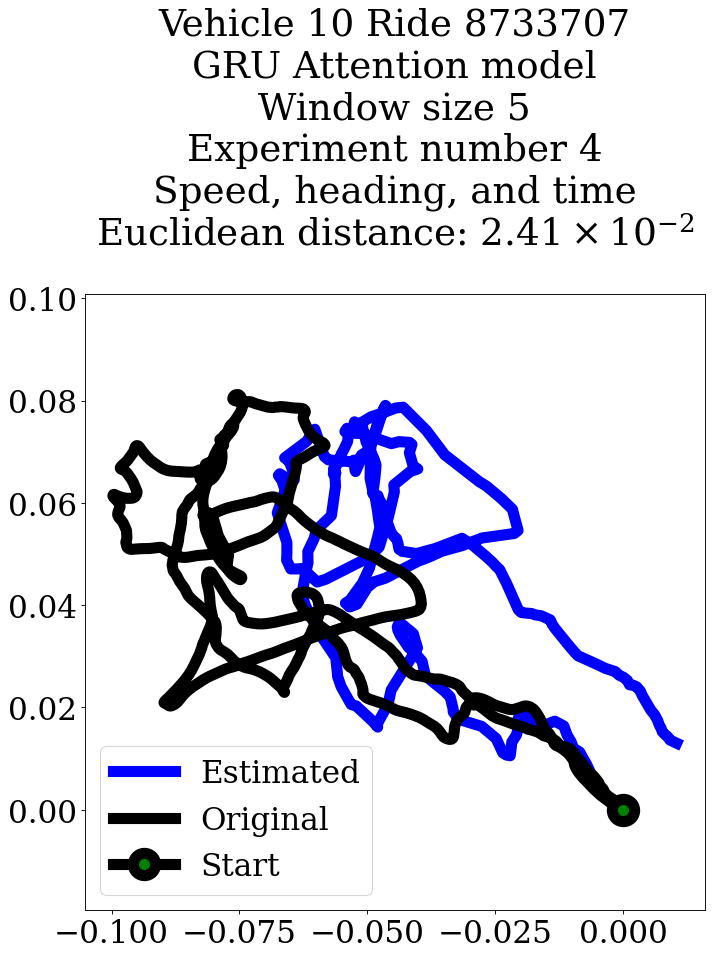 Vehicle 10 Ride 8733707
GRU Attention model
Window size 5
Experiment number 4
Speed, heading, and time
Euclidean distance: 2.41 × 10⁻²
0.10
0.08
0.06
0.04
0.02
0.00
Estimated
Original
Start
−0.100 −0.075 −0.050 −0.025 0.000